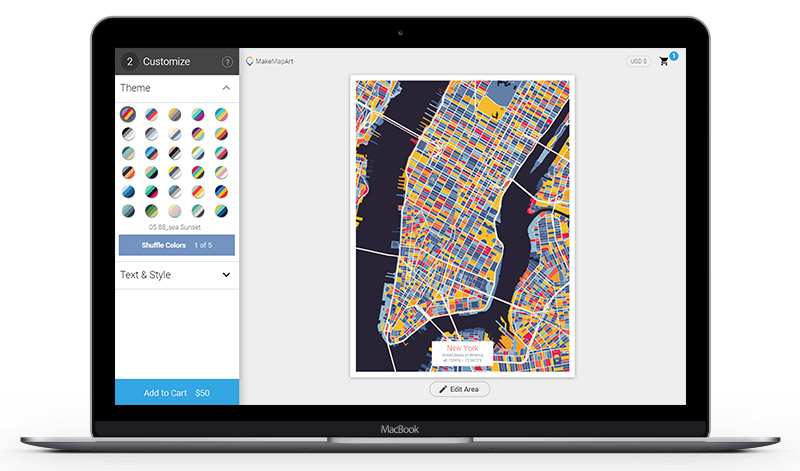 2 Customize ?
MakeMapArt
USD $
1
Theme
05 88_sea Sunset
Shuffle Colors 1 of 5
Text & Style
Add to Cart $50
New York
United States of America
Edit Area
MacBook